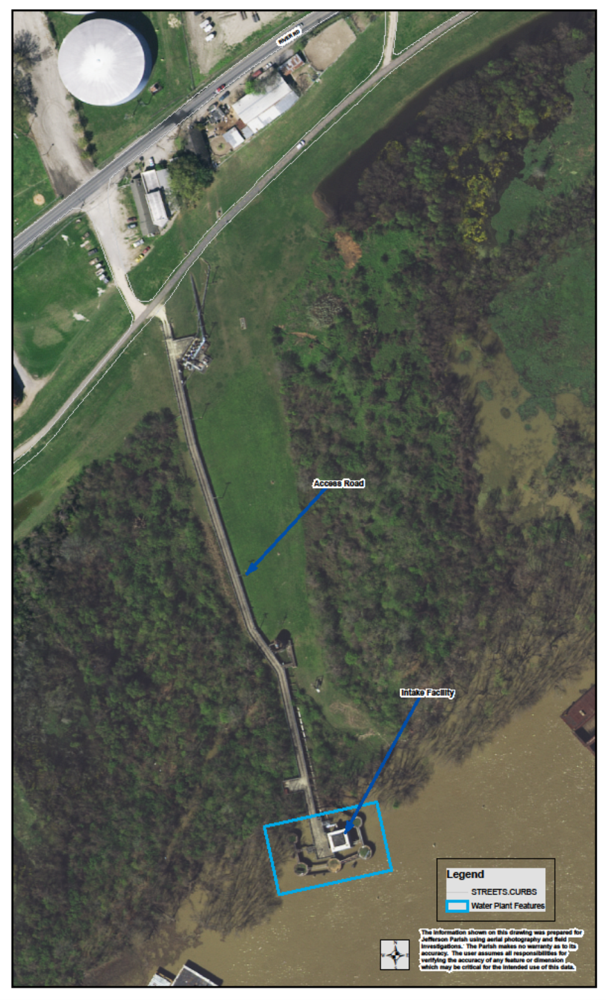 RIVER RD
Access Road
Intake Facility
Legend
STREETS.CURBS
Water Plant Features
The information shown on this drawing was prepared for
Jefferson Parish using aerial photography and field
investigations. The Parish makes no warranty as to its
accuracy. The user assumes all responsibilities for
verifying the accuracy of any feature or dimension
which may be critical for the intended use of this data.
N
W E
S